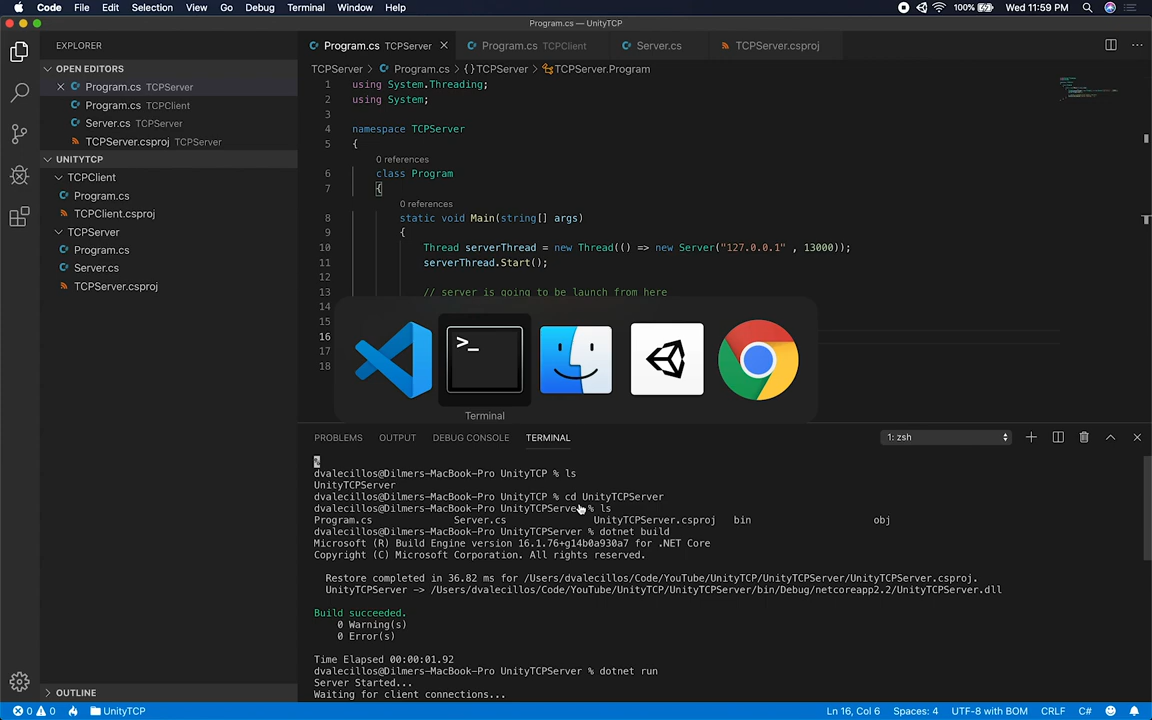 Code File Edit Selection View Go Debug Terminal Window Help 100% Wed 11:59 PM
Program.cs — UnityTCP
EXPLORER
OPEN EDITORS
Program.cs TCPServer
Program.cs TCPClient
Server.cs TCPServer
TCPServer.csproj TCPServer
UNITYTCP
TCPClient
Program.cs
TCPClient.csproj
TCPServer
Program.cs
Server.cs
TCPServer.csproj
OUTLINE
Program.cs TCPServer Program.cs TCPClient Server.cs TCPServer.csproj
TCPServer > Program.cs > {} TCPServer > TCPServer.Program
1 using System.Threading;
2 using System;
3
4 namespace TCPServer
5 {
0 references
6 class Program
7 {
0 references
8 static void Main(string[] args)
9 {
10 Thread serverThread = new Thread(() => new Server("127.0.0.1" , 13000));
11 serverThread.Start();
12
13 // server is going to be launch from here
14
15
16
17
18
>_
Terminal
PROBLEMS OUTPUT DEBUG CONSOLE TERMINAL 1: zsh
%
dvalecillos@Dilmers-MacBook-Pro UnityTCP % ls
UnityTCPServer
dvalecillos@Dilmers-MacBook-Pro UnityTCP % cd UnityTCPServer
dvalecillos@Dilmers-MacBook-Pro UnityTCPServer % ls
Program.cs Server.cs UnityTCPServer.csproj bin obj
dvalecillos@Dilmers-MacBook-Pro UnityTCPServer % dotnet build
Microsoft (R) Build Engine version 16.1.76+g14b0a930a7 for .NET Core
Copyright (C) Microsoft Corporation. All rights reserved.
Restore completed in 36.82 ms for /Users/dvalecillos/Code/YouTube/UnityTCP/UnityTCPServer/UnityTCPServer.csproj.
UnityTCPServer -> /Users/dvalecillos/Code/YouTube/UnityTCP/UnityTCPServer/bin/Debug/netcoreapp2.2/UnityTCPServer.dll
Build succeeded.
0 Warning(s)
0 Error(s)
Time Elapsed 00:00:01.92
dvalecillos@Dilmers-MacBook-Pro UnityTCPServer % dotnet run
Server Started...
Waiting for client connections...
0 0 UnityTCP Ln 16, Col 6 Spaces: 4 UTF-8 with BOM CRLF C#